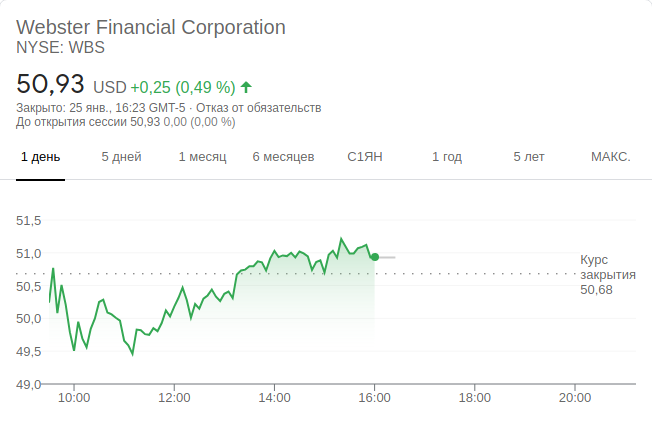 Webster Financial Corporation
NYSE: WBS
50,93 USD +0,25 (0,49 %)
Закрыто: 25 янв., 16:23 GMT-5 · Отказ от обязательств
До открытия сессии 50,93 0,00 (0,00 %)
1 день 5 дней 1 месяц 6 месяцев С1ЯН 1 год 5 лет МАКС.
51,5
51,0
50,5
50,0
49,5
49,0
Курс
закрытия
50,68
10:00 12:00 14:00 16:00 18:00 20:00